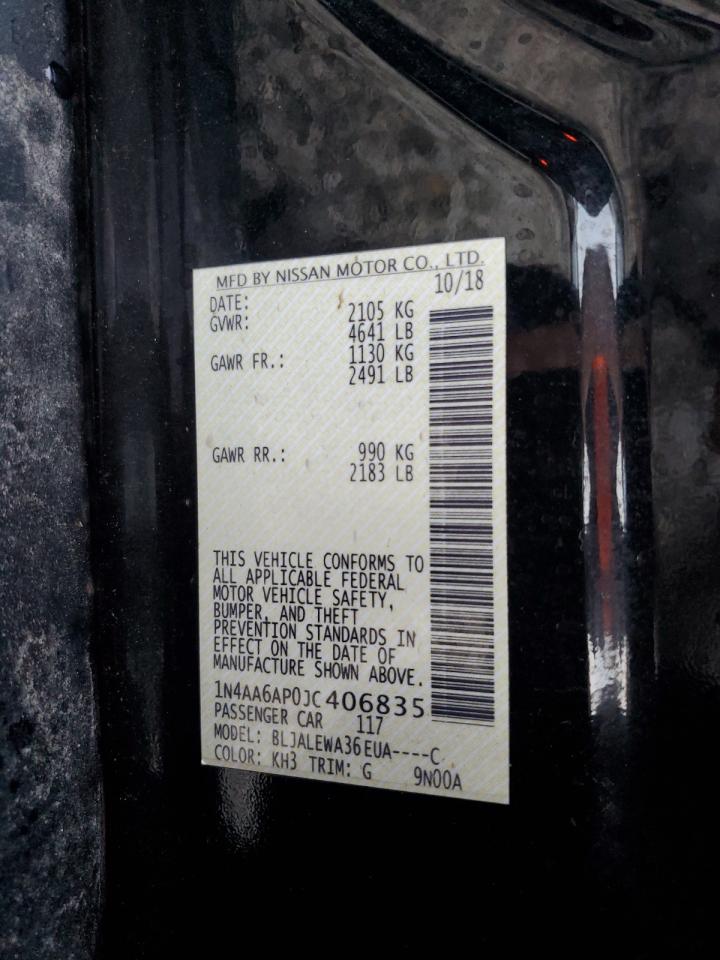 MFD BY NISSAN MOTOR CO., LTD.
DATE: 10/18
GVWR: 2105 KG
4641 LB
GAWR FR.: 1130 KG
2491 LB
GAWR RR.: 990 KG
2183 LB
THIS VEHICLE CONFORMS TO
ALL APPLICABLE FEDERAL
MOTOR VEHICLE SAFETY,
BUMPER, AND THEFT
PREVENTION STANDARDS IN
EFFECT ON THE DATE OF
MANUFACTURE SHOWN ABOVE.
1N4AA6AP0JC406835
PASSENGER CAR 117
MODEL: BLJALEWA36EUA----C
COLOR: KH3 TRIM: G 9N00A